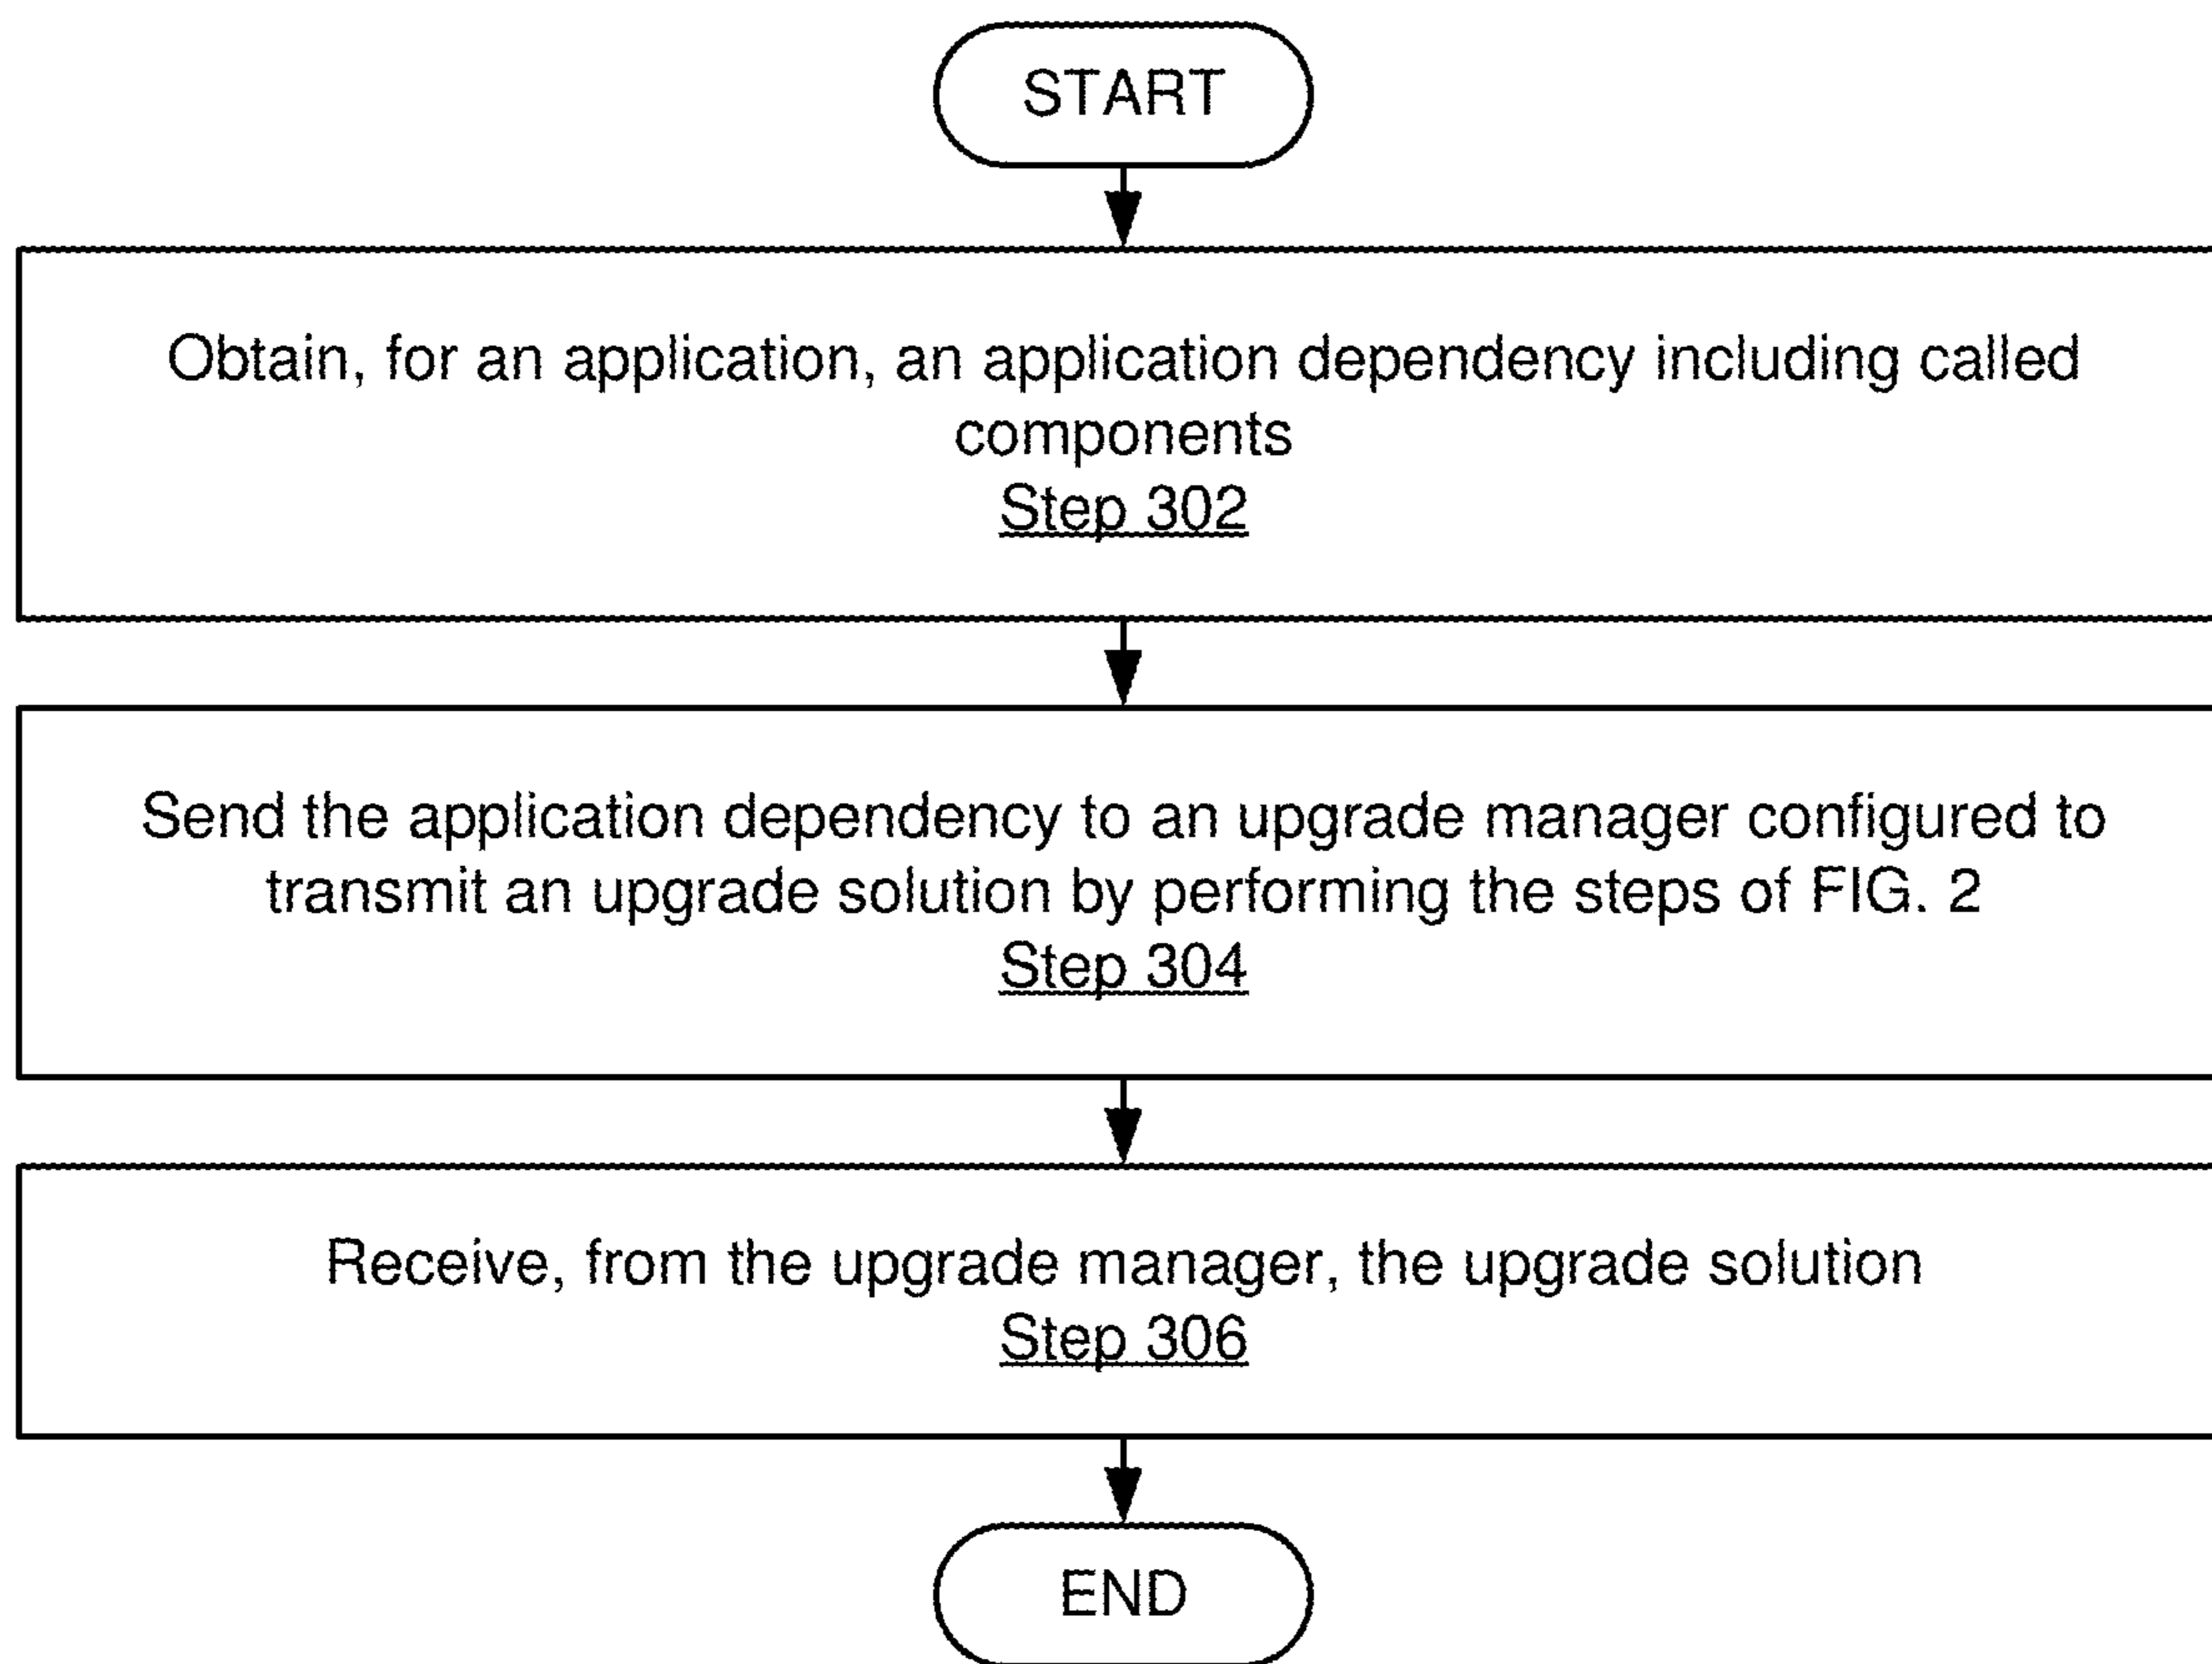 START
Obtain, for an application, an application dependency including called
components
Step 302
Send the application dependency to an upgrade manager configured to
transmit an upgrade solution by performing the steps of FIG. 2
Step 304
Receive, from the upgrade manager, the upgrade solution
Step 306
END